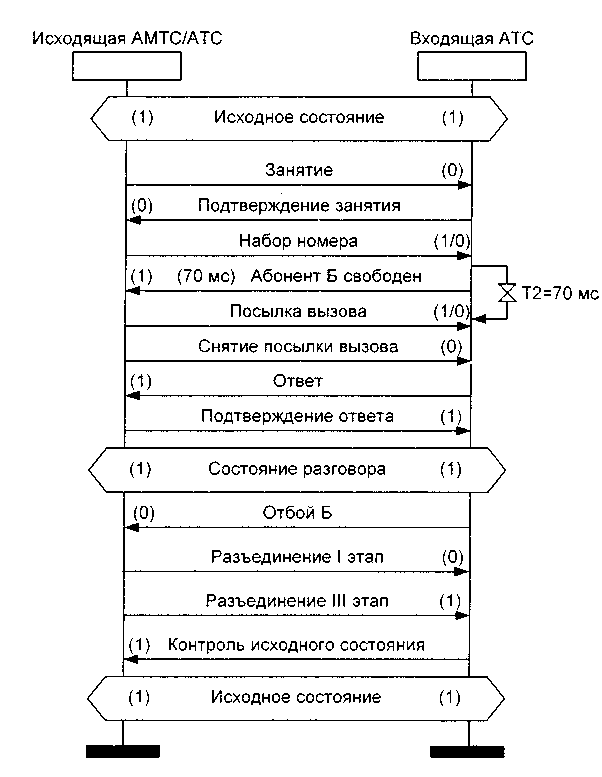 Исходящая АМТС/АТС
Входящая АТС
(1) Исходное состояние (1)
Занятие (0)
(0) Подтверждение занятия
Набор номера (1/0)
(1) (70 мс) Абонент Б свободен
T2=70 мс
Посылка вызова (1/0)
Снятие посылки вызова (0)
(1) Ответ
Подтверждение ответа (1)
(1) Состояние разговора (1)
(0) Отбой Б
Разъединение I этап (0)
Разъединение III этап (1)
(1) Контроль исходного состояния
(1) Исходное состояние (1)